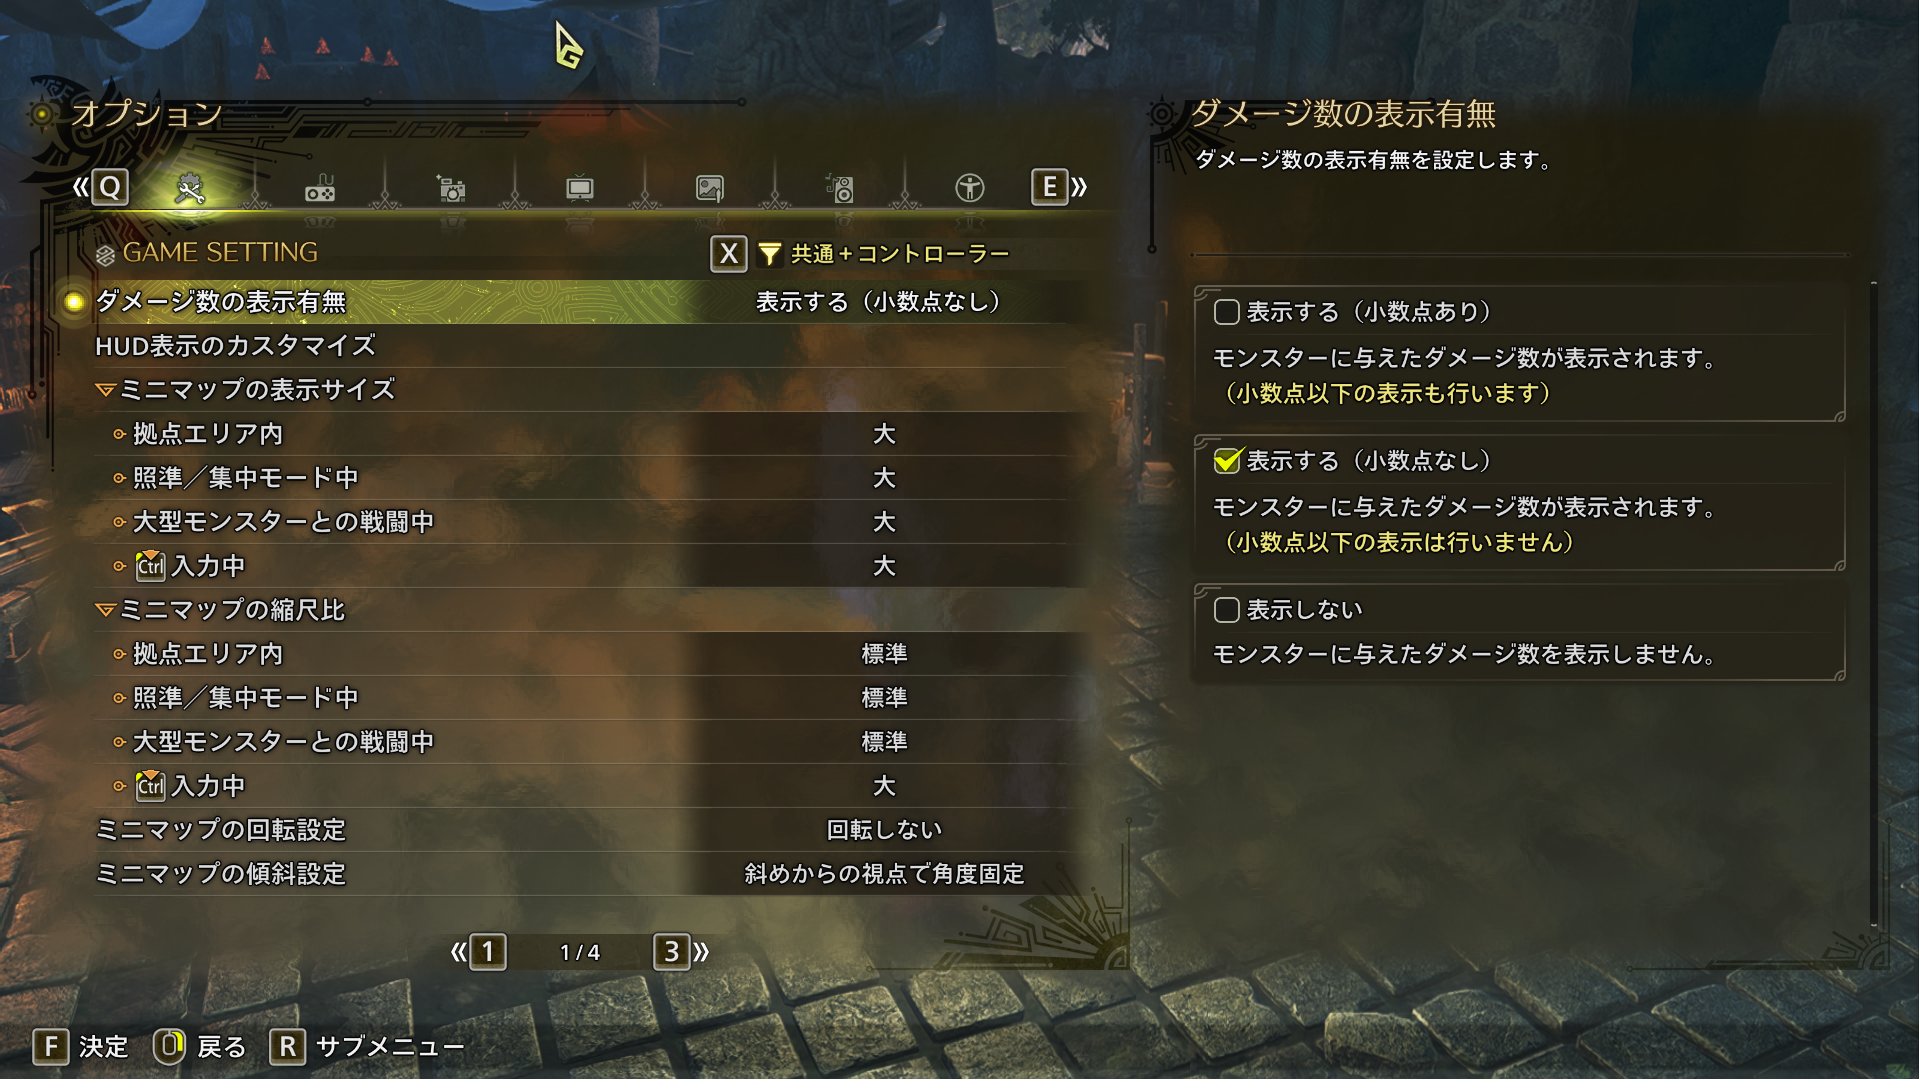 オプション
Q
E
GAME SETTING
X 共通+コントローラー
ダメージ数の表示有無 表示する（小数点なし）
HUD表示のカスタマイズ
ミニマップの表示サイズ
拠点エリア内 大
照準／集中モード中 大
大型モンスターとの戦闘中 大
Ctrl 入力中 大
ミニマップの縮尺比
拠点エリア内 標準
照準／集中モード中 標準
大型モンスターとの戦闘中 標準
Ctrl 入力中 大
ミニマップの回転設定 回転しない
ミニマップの傾斜設定 斜めからの視点で角度固定
1 1/4 3
ダメージ数の表示有無
ダメージ数の表示有無を設定します。
表示する（小数点あり）
モンスターに与えたダメージ数が表示されます。
（小数点以下の表示も行います）
表示する（小数点なし）
モンスターに与えたダメージ数が表示されます。
（小数点以下の表示は行いません）
表示しない
モンスターに与えたダメージ数を表示しません。
F 決定 戻る R サブメニュー